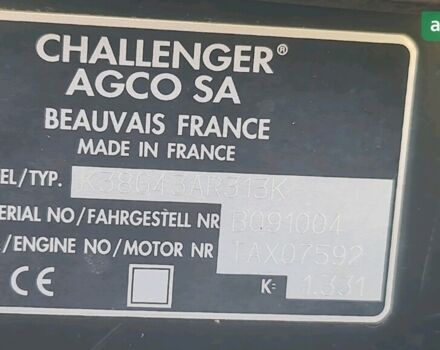 CHALLENGER®
AGCO SA
BEAUVAIS FRANCE
MADE IN FRANCE
EL/TYP. K38G43AR313K
ERIAL NO/FAHRGESTELL NR B091004
./ENGINE NO/MOTOR NR TAX07592
CE K= 1.331
a